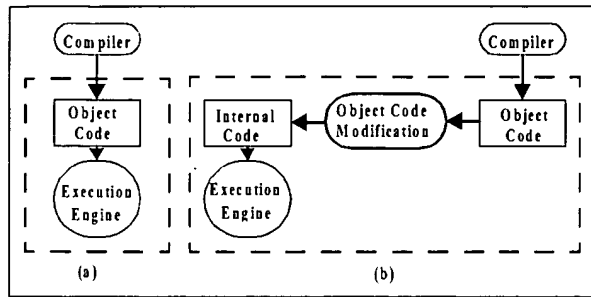 Compiler
Object
Code
Execution
Engine
(a)
Compiler
Internal
Code
Object Code
Modification
Object
Code
Execution
Engine
(b)